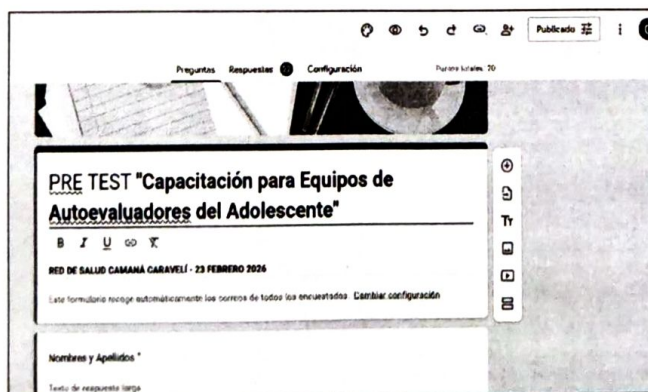 Publicado
Preguntas Respuestas Configuración Puntos totales: 20
PRE TEST "Capacitación para Equipos de
Autoevaluadores del Adolescente"
B I U
RED DE SALUD CAMANÁ CARAVELÍ - 23 FEBRERO 2026
Este formulario recoge automáticamente los correos de todos los encuestados. Cambiar configuración
Tт
Nombres y Apellidos *
Texto de respuesta larga